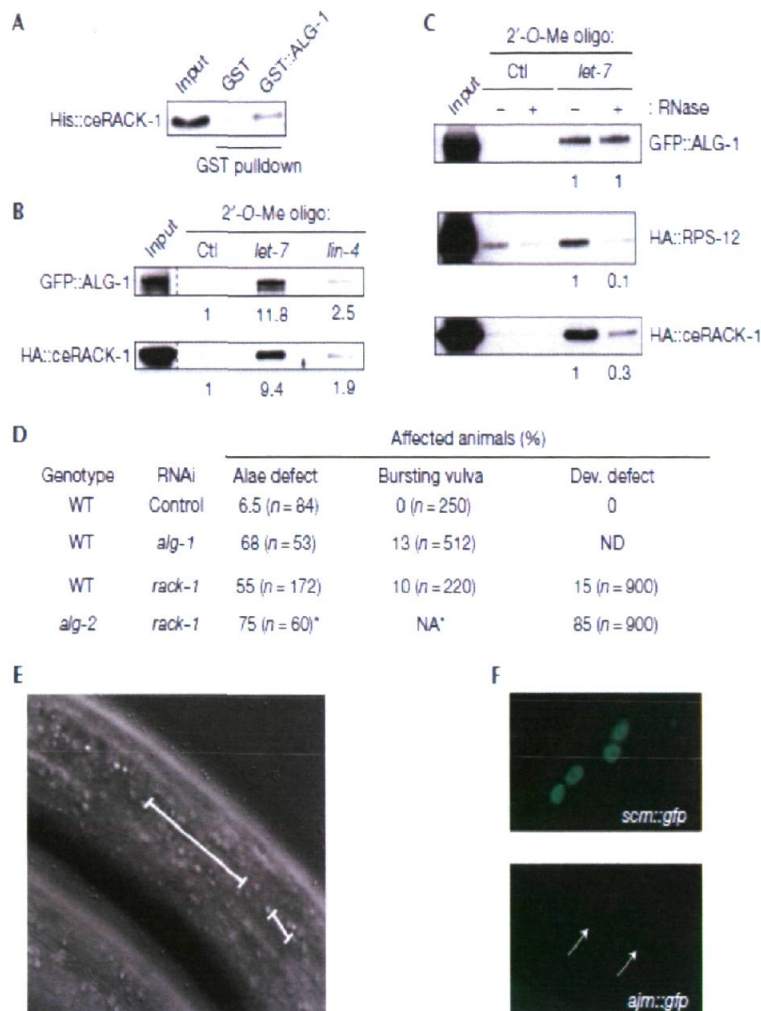 A
Input
GST
GST::ALG-1
His::ceRACK-1
GST pulldown
B
2'-O-Me oligo:
Input
Ctl
let-7
lin-4
GFP::ALG-1
1 11.8 2.5
HA::ceRACK-1
1 9.4 1.9
C
2'-O-Me oligo:
Ctl
let-7
Input
− + − + : RNase
GFP::ALG-1
1 1
HA::RPS-12
1 0.1
HA::ceRACK-1
1 0.3
D
Affected animals (%)
Genotype RNAi Alae defect Bursting vulva Dev. defect
WT Control 6.5 (n = 84) 0 (n = 250) 0
WT alg-1 68 (n = 53) 13 (n = 512) ND
WT rack-1 55 (n = 172) 10 (n = 220) 15 (n = 900)
alg-2 rack-1 75 (n = 60)* NA* 85 (n = 900)
E
F
scm::gfp
ajm::gfp